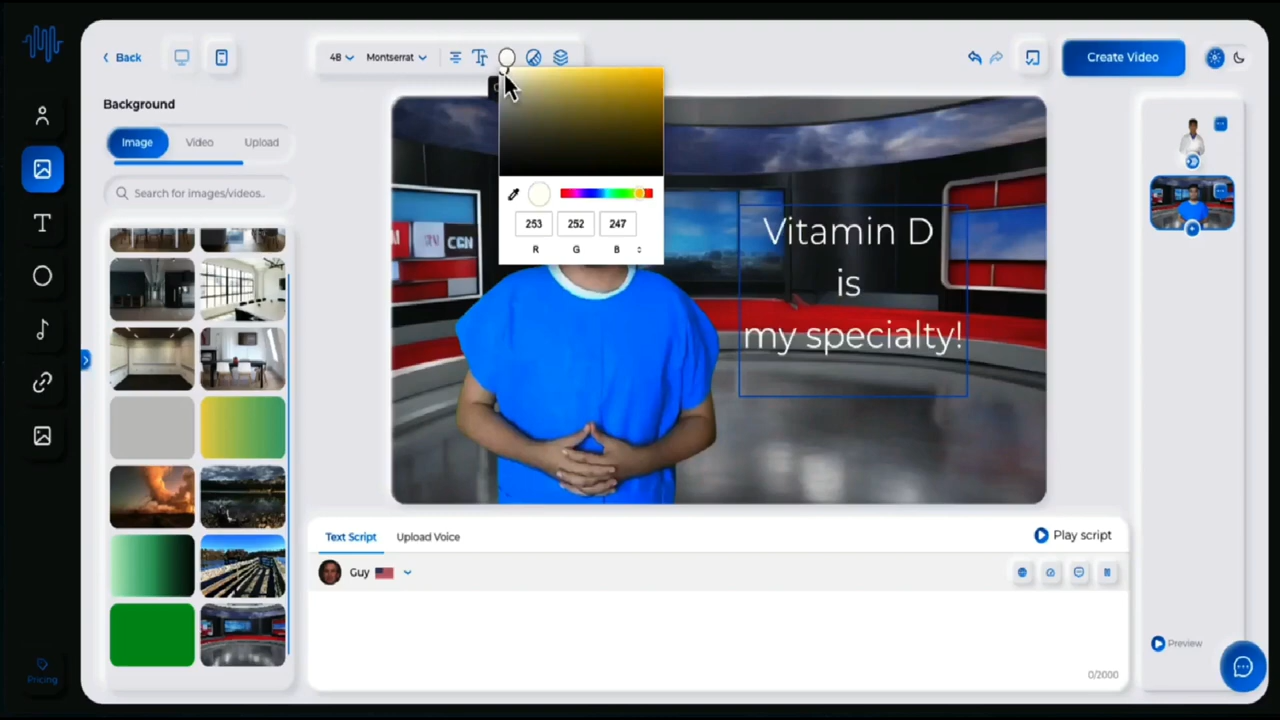 Back
48
Montserrat
Create Video
Background
Image
Video
Upload
Search for images/videos..
253
252
247
R
G
B
CGN
Vitamin D
is
my specialty!
Text Script
Upload Voice
Play script
Guy
0/2000
Preview
Pricing